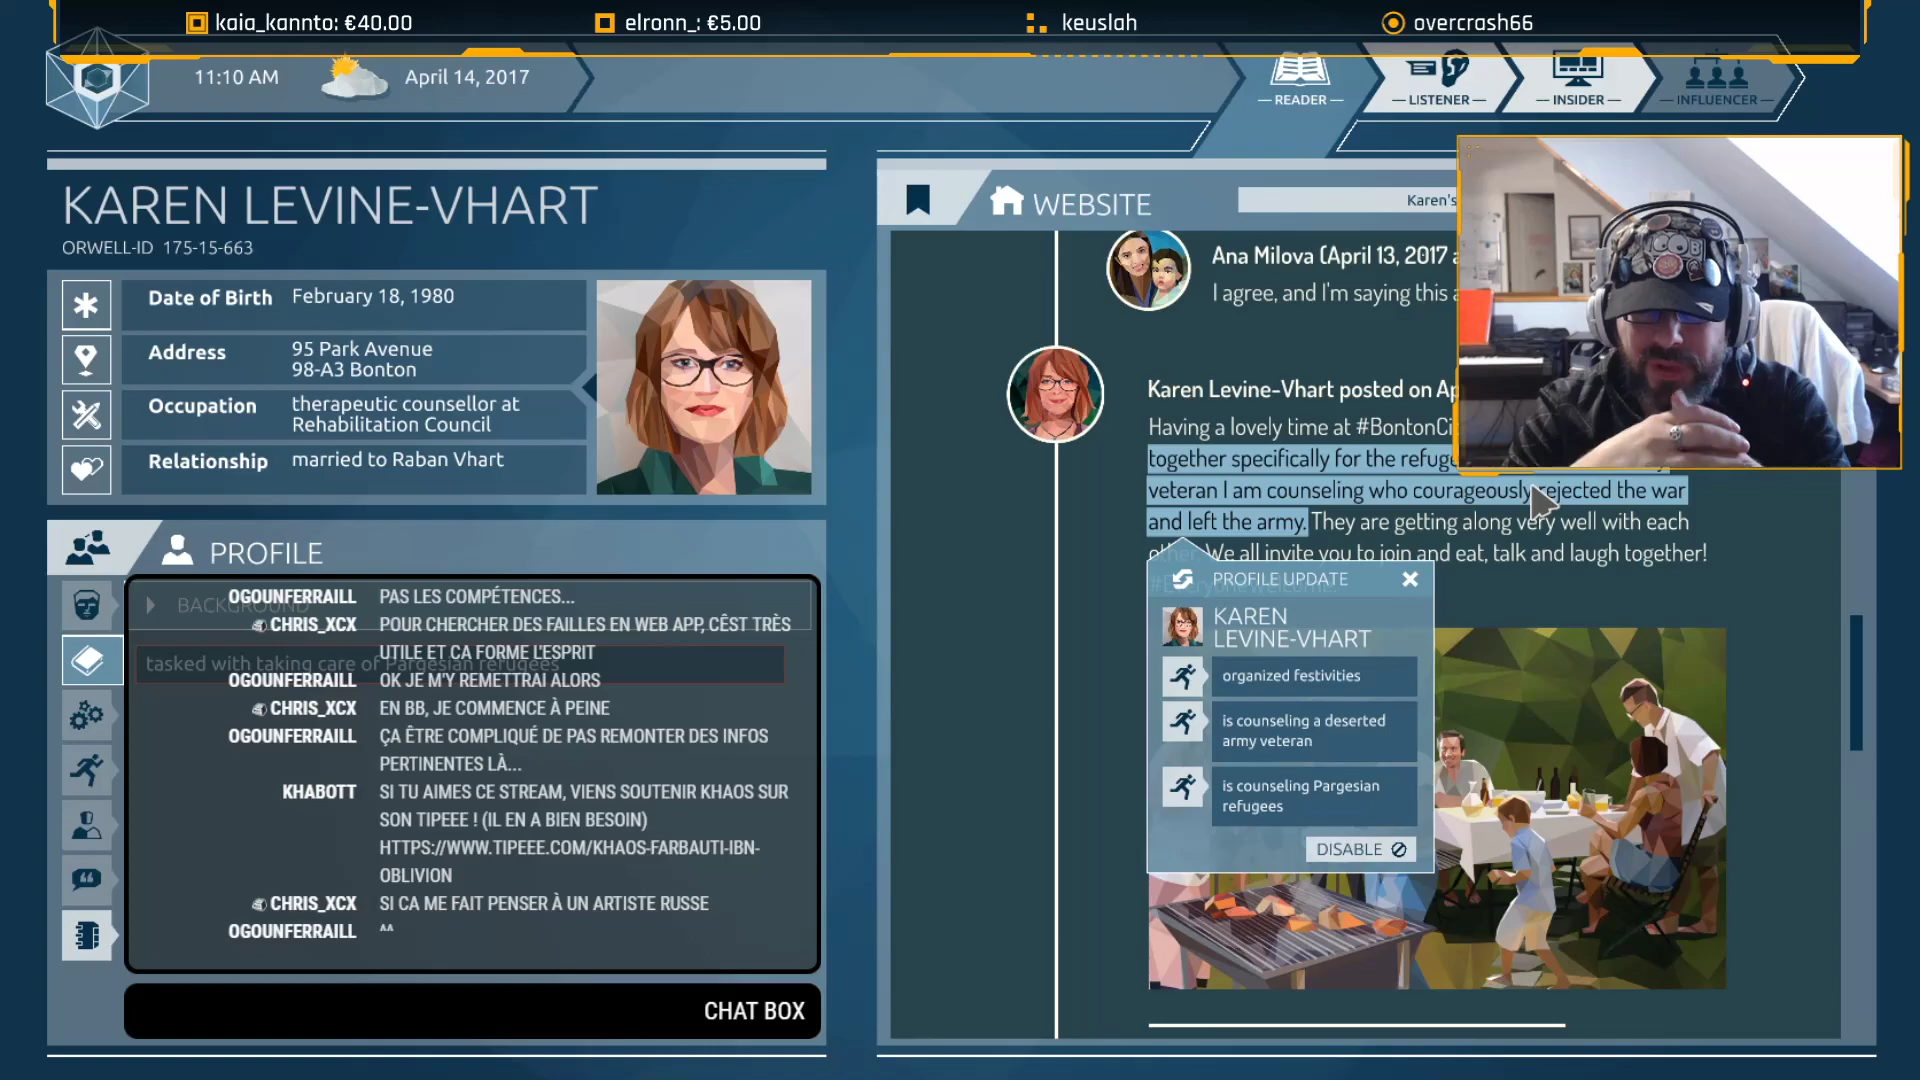 kaia_kannto: €40.00
elronn_: €5.00
keuslah
overcrash66
11:10 AM
April 14, 2017
READER
LISTENER
INSIDER
INFLUENCER
KAREN LEVINE-VHART
ORWELL-ID 175-15-663
Date of Birth February 18, 1980
Address 95 Park Avenue
98-A3 Bonton
Occupation therapeutic counsellor at
Rehabilitation Council
Relationship married to Raban Vhart
PROFILE
BACKGROUND
tasked with taking care of Pargesian refugees
OGOUNFERRAILL PAS LES COMPÉTENCES...
CHRIS_XCX POUR CHERCHER DES FAILLES EN WEB APP, CÊST TRÈS
UTILE ET CA FORME L'ESPRIT
OGOUNFERRAILL OK JE M'Y REMETTRAI ALORS
CHRIS_XCX EN BB, JE COMMENCE À PEINE
OGOUNFERRAILL ÇA ÊTRE COMPLIQUÉ DE PAS REMONTER DES INFOS
PERTINENTES LÀ...
KHABOTT SI TU AIMES CE STREAM, VIENS SOUTENIR KHAOS SUR
SON TIPEEE ! (IL EN A BIEN BESOIN)
HTTPS://WWW.TIPEEE.COM/KHAOS-FARBAUTI-IBN-
OBLIVION
CHRIS_XCX SI CA ME FAIT PENSER À UN ARTISTE RUSSE
OGOUNFERRAILL ^^
CHAT BOX
WEBSITE
Karen's
Ana Milova (April 13, 2017
I agree, and I'm saying this
Karen Levine-Vhart posted on
Having a lovely time at
together specifically for the
veteran I am counseling who courageously rejected the war
and left the army. They are getting along very well with each
other. We all invite you to join and eat, talk and laugh together!
PROFILE UPDATE
KAREN
LEVINE-VHART
organized festivities
is counseling a deserted
army veteran
is counseling Pargesian
refugees
DISABLE